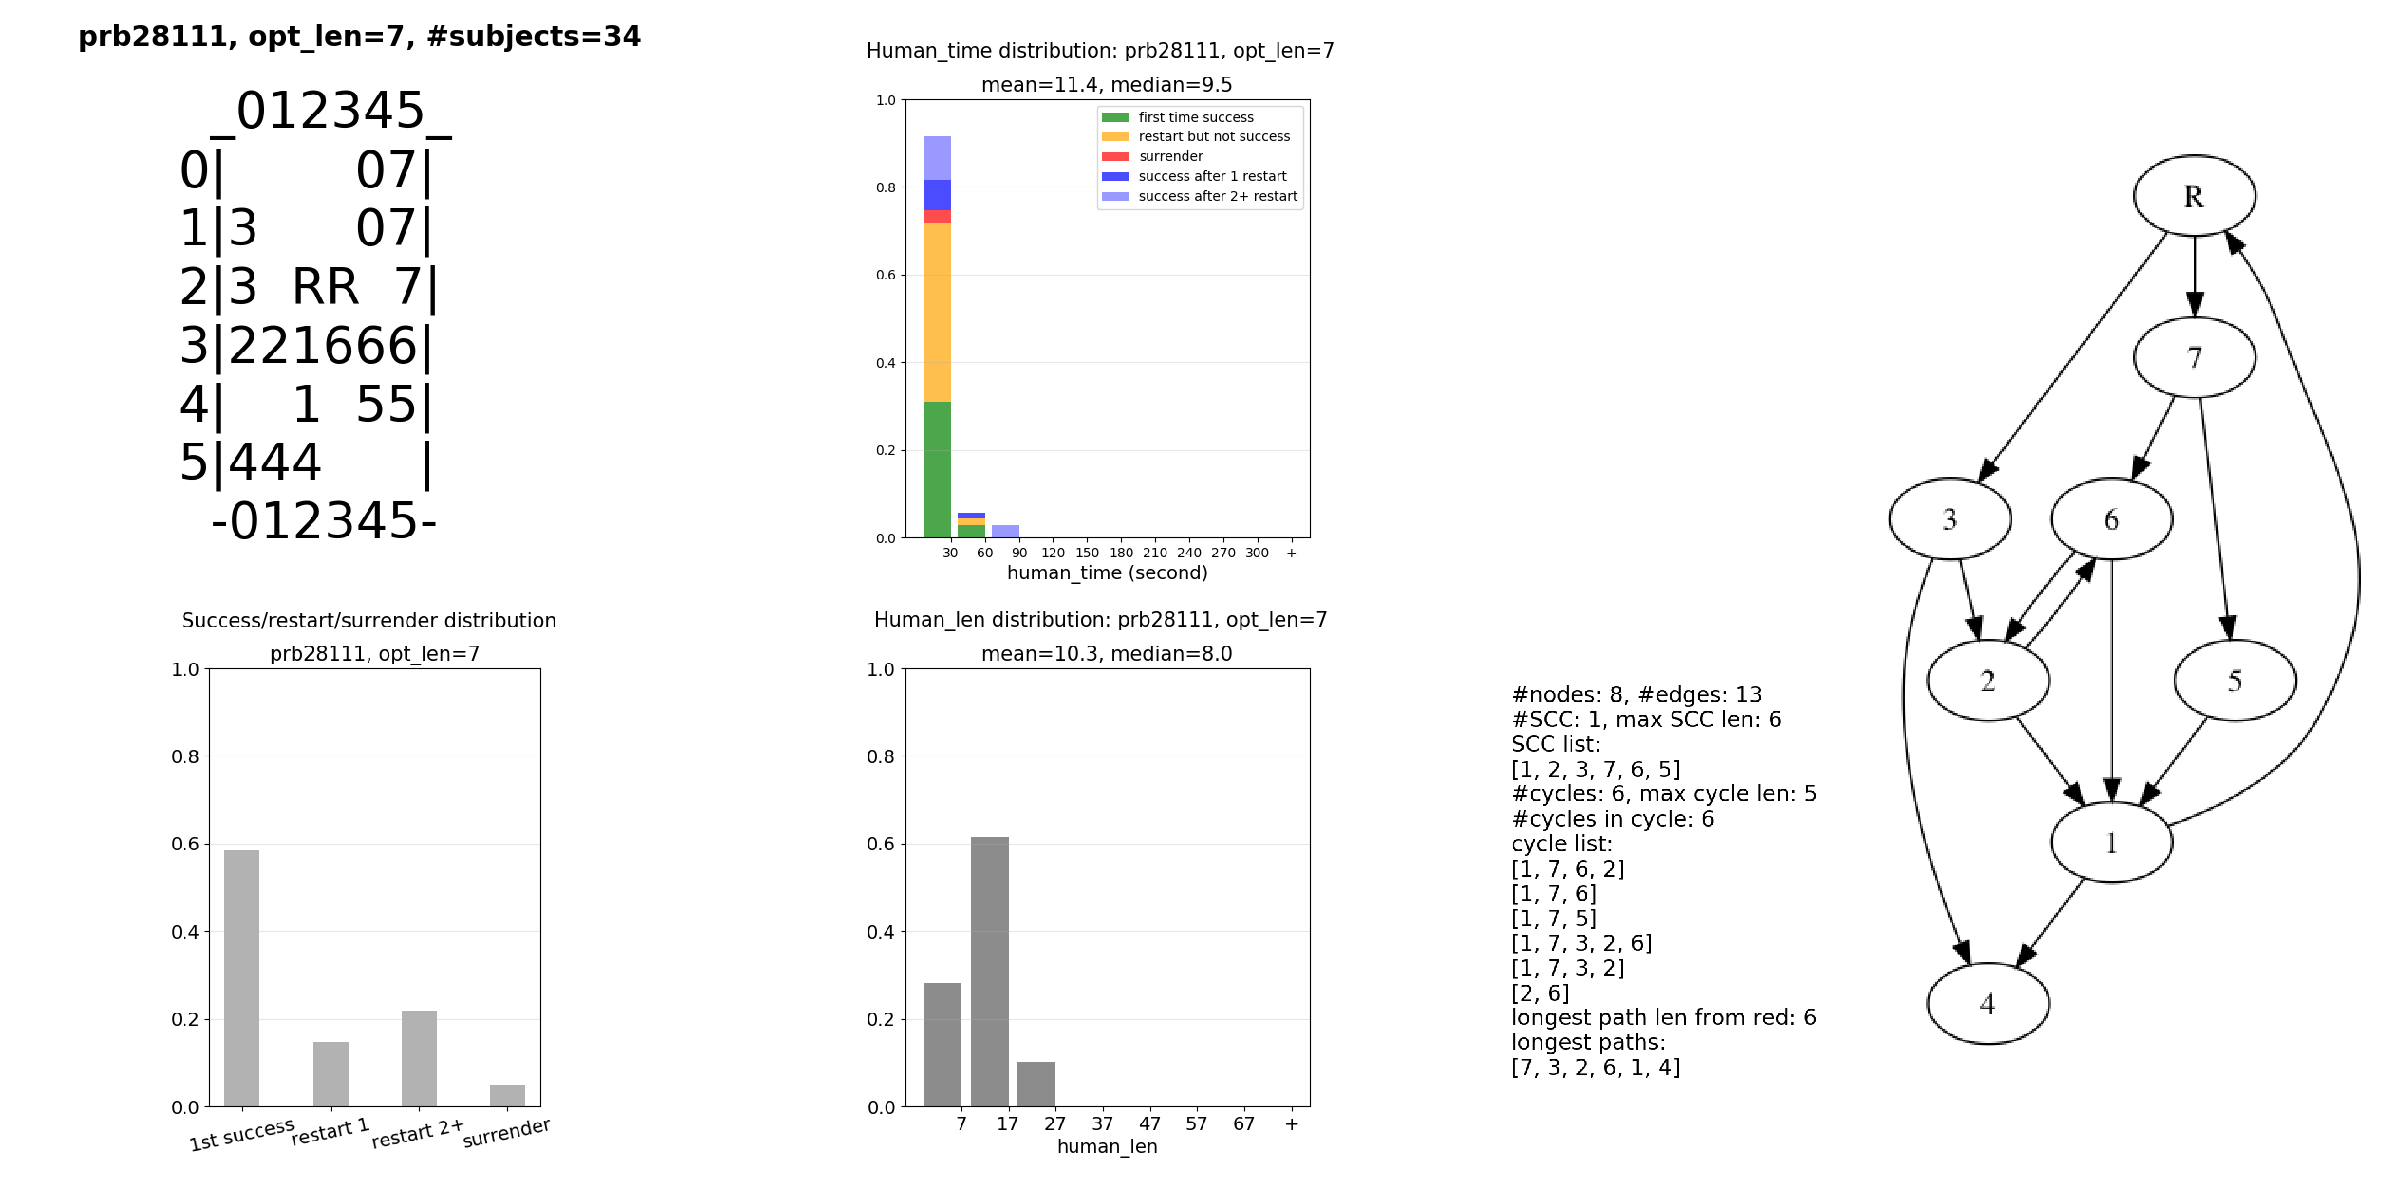 prb28111, opt_len=7, #subjects=34
_012345_
0|    07|
1|3   07|
2|3 RR  7|
3|221666|
4|  1 55|
5|444   |
-012345-
Human_time distribution: prb28111, opt_len=7
mean=11.4, median=9.5
1.0
0.8
0.6
0.4
0.2
0.0
first time success
restart but not success
surrender
success after 1 restart
success after 2+ restart
30 60 90 120 150 180 210 240 270 300 +
human_time (second)
Success/restart/surrender distribution
prb28111, opt_len=7
1.0
0.8
0.6
0.4
0.2
0.0
1st success restart 1 restart 2+ surrender
Human_len distribution: prb28111, opt_len=7
mean=10.3, median=8.0
1.0
0.8
0.6
0.4
0.2
0.0
7 17 27 37 47 57 67 +
human_len
#nodes: 8, #edges: 13
#SCC: 1, max SCC len: 6
SCC list:
[1, 2, 3, 7, 6, 5]
#cycles: 6, max cycle len: 5
#cycles in cycle: 6
cycle list:
[1, 7, 6, 2]
[1, 7, 6]
[1, 7, 5]
[1, 7, 3, 2, 6]
[1, 7, 3, 2]
[2, 6]
longest path len from red: 6
longest paths:
[7, 3, 2, 6, 1, 4]
R
7
3
6
2
5
1
4